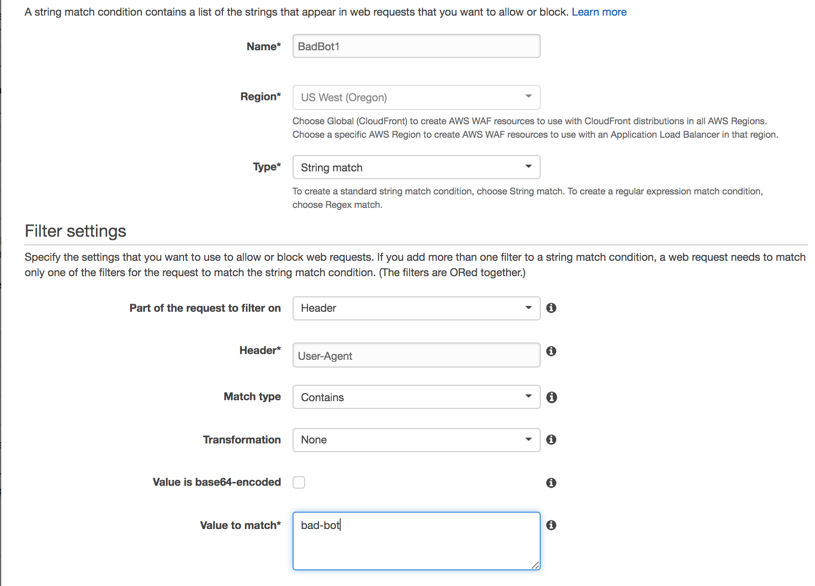 A string match condition contains a list of the strings that appear in web requests that you want to allow or block. Learn more
Name* BadBot1
Region* US West (Oregon)
Choose Global (CloudFront) to create AWS WAF resources to use with CloudFront distributions in all AWS Regions.
Choose a specific AWS Region to create AWS WAF resources to use with an Application Load Balancer in that region.
Type* String match
To create a standard string match condition, choose String match. To create a regular expression match condition,
choose Regex match.
Filter settings
Specify the settings that you want to use to allow or block web requests. If you add more than one filter to a string match condition, a web request needs to match
only one of the filters for the request to match the string match condition. (The filters are ORed together.)
Part of the request to filter on Header
Header* User-Agent
Match type Contains
Transformation None
Value is base64-encoded
Value to match* bad-bot